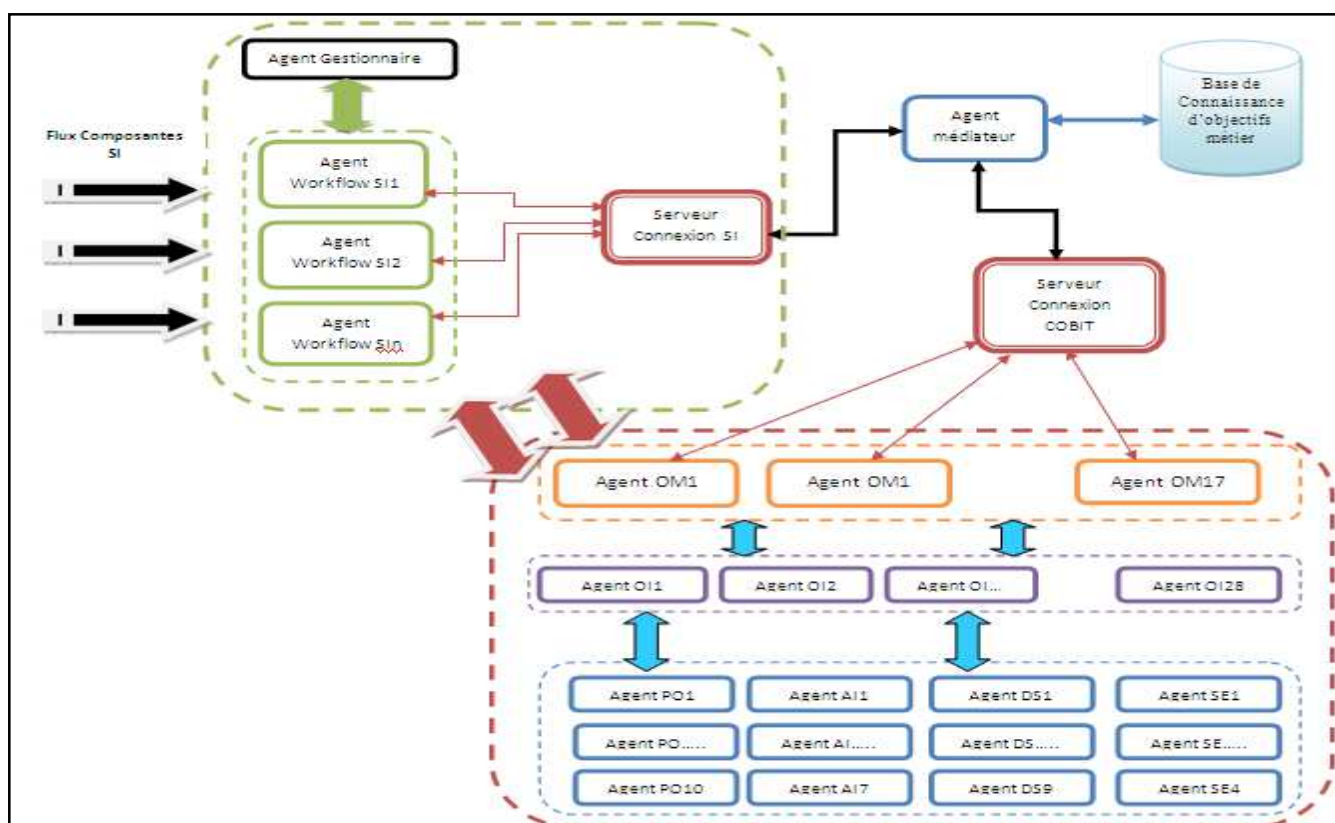 Agent Gestionnaire
Flux Composantes
SI
Agent
Workflow SI1
Agent
Workflow SI2
Agent
Workflow SIn
Serveur
Connexion SI
Agent
médiateur
Base de
Connaissance
d'objectifs
métier
Serveur
Connexion
COBIT
Agent OM1
Agent OM1
Agent OM17
Agent OI1
Agent OI2
Agent OI...
Agent OI28
Agent PO1
Agent AI1
Agent DS1
Agent SE1
Agent PO.....
Agent AI.....
Agent DS.....
Agent SE.....
Agent PO10
Agent AI7
Agent DS9
Agent SE4